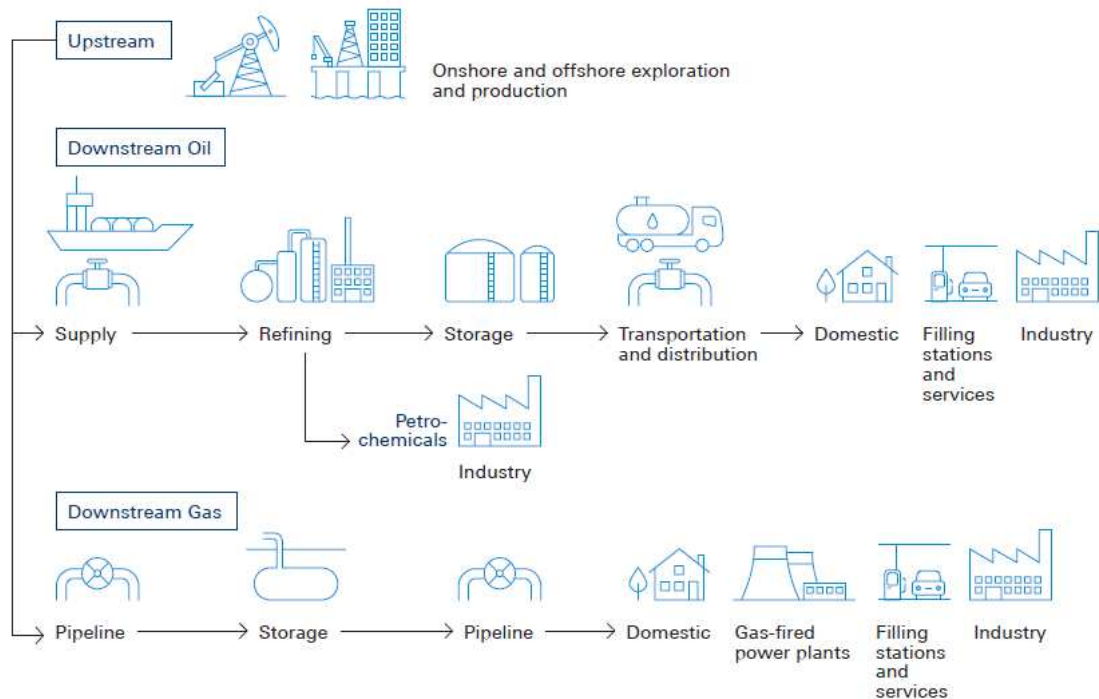 Upstream
Onshore and offshore exploration
and production
Downstream Oil
Supply
Refining
Storage
Transportation
and distribution
Domestic
Filling
stations
and
services
Industry
Petro-
chemicals
Industry
Downstream Gas
Pipeline
Storage
Pipeline
Domestic
Gas-fired
power plants
Filling
stations
and
services
Industry